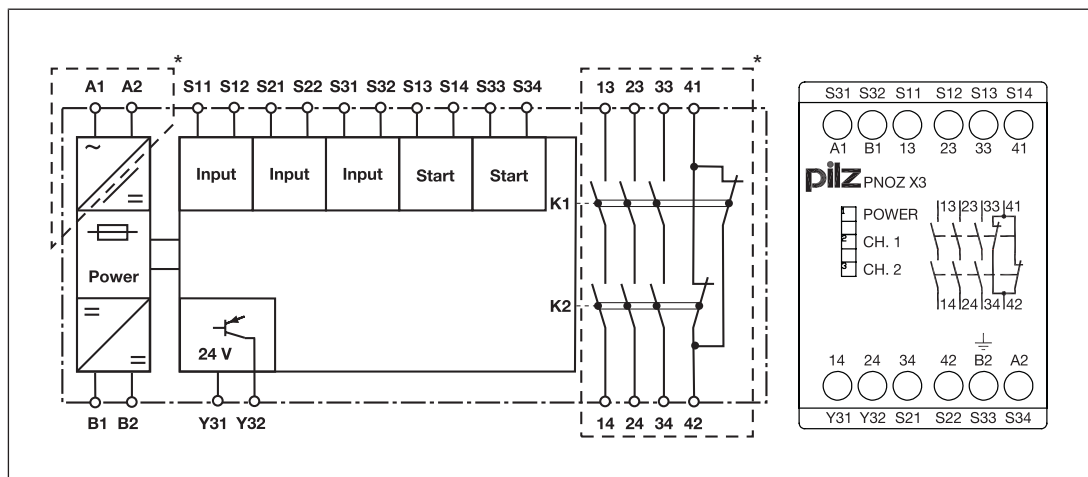 * *
A1 A2 S11 S12 S21 S22 S31 S32 S13 S14 S33 S34 13 23 33 41
~
=
Input Input Input Start Start
K1
Power
K2
=
=
24 V
B1 B2 Y31 Y32 14 24 34 42
S31 S32 S11 S12 S13 S14
A1 B1 13 23 33 41
pilz PNOZ X3
13 23 33 41
1 POWER
2 CH. 1
3 CH. 2
14 24 34 42
14 24 34 42 B2 A2
Y31 Y32 S21 S22 S33 S34